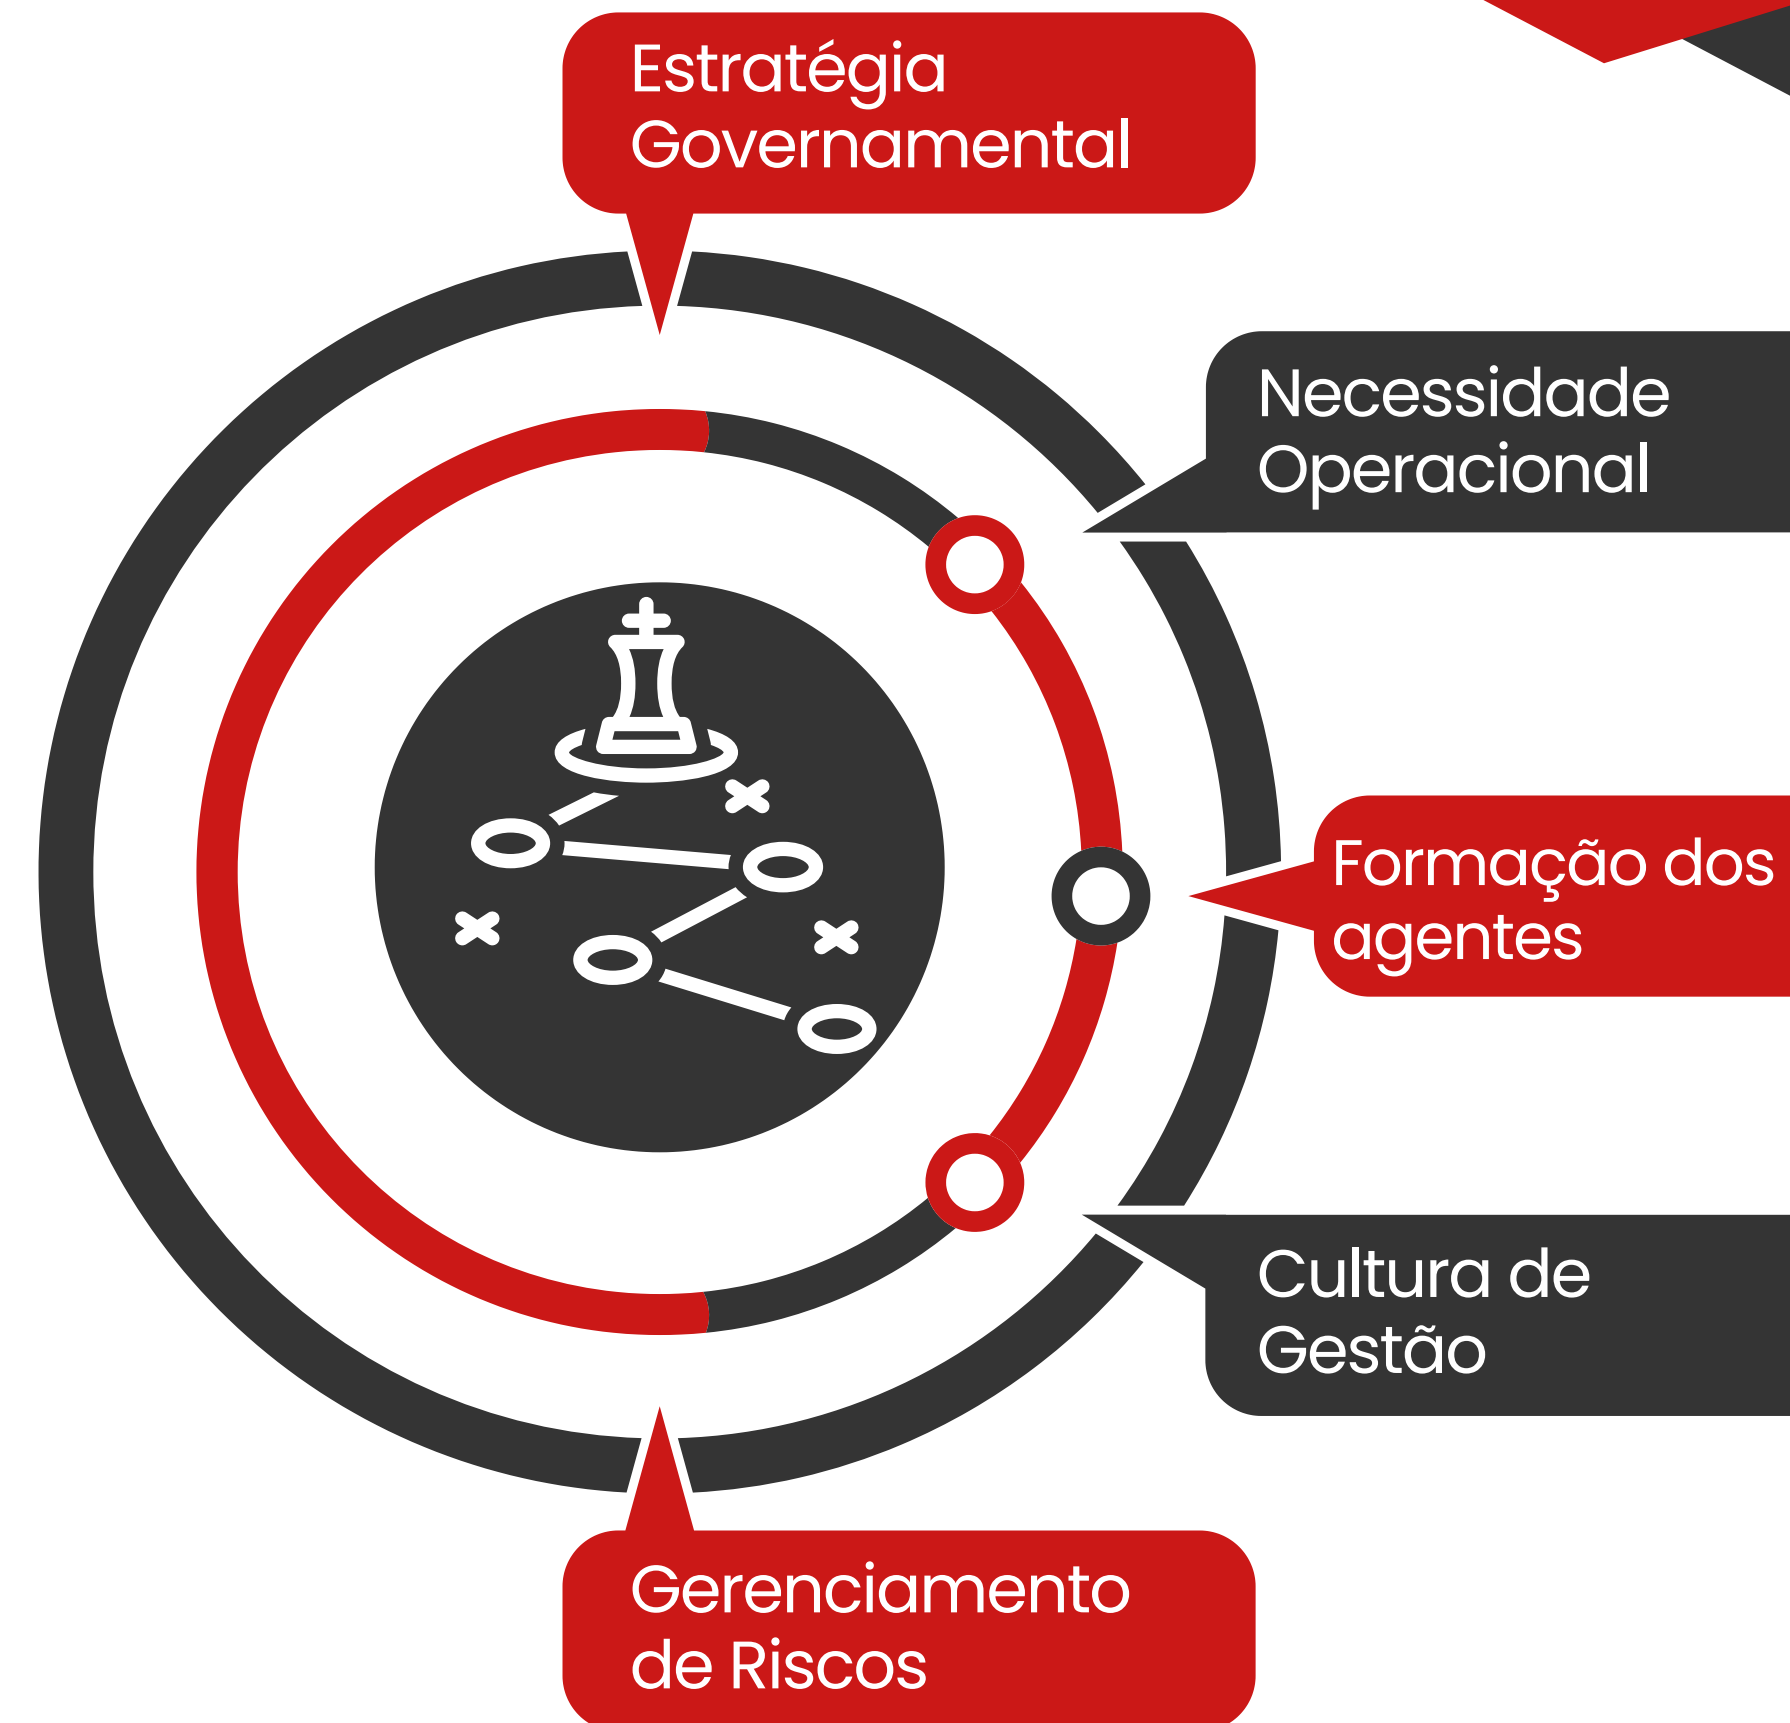 Estratégia
Governamental
Necessidade
Operacional
Formação dos
agentes
Cultura de
Gestão
Gerenciamento
de Riscos